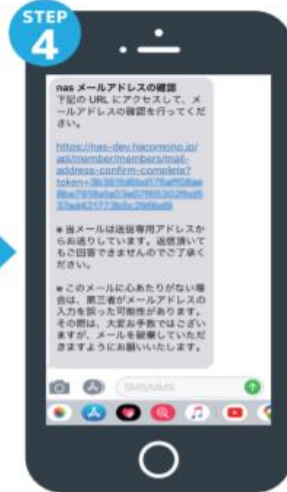 STEP
4
nas メールアドレスの確認
下記の URL にアクセスして、メ
ールアドレスの確認を行ってくだ
さい。
https://nas-dev.hacomono.jp/
api/member/members/mail-
address-confirm-complete?
token=
※ 当メールは送信専用アドレスか
らお送りしています。返信頂いて
もご回答できませんのでご了承く
ださい。
※ このメールに心あたりがない場
合は、第三者がメールアドレスの
入力を誤った可能性があります。
その際は、大変お手数ではござい
ますが、メールを破棄していただ
きますようにお願いいたします。
SMS/MMS